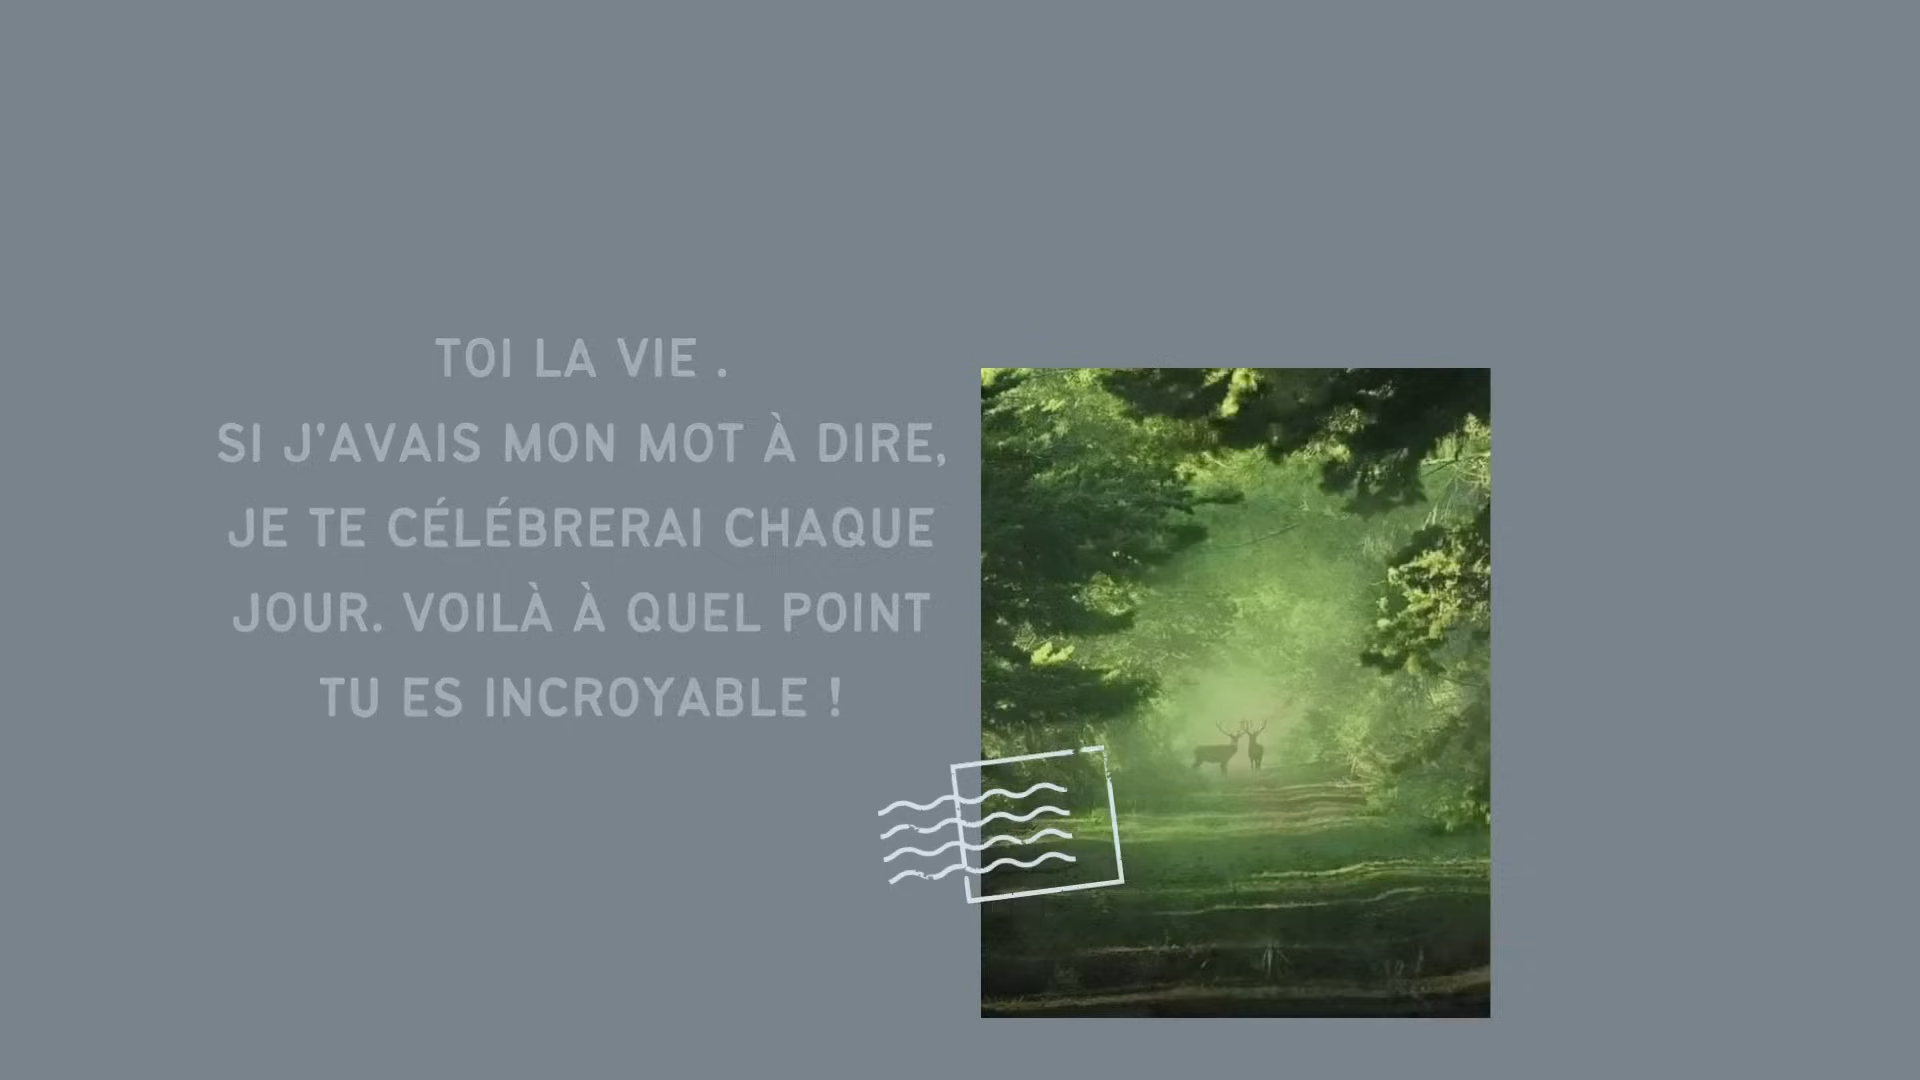 TOI LA VIE .
SI J'AVAIS MON MOT À DIRE,
JE TE CÉLÉBRERAI CHAQUE
JOUR. VOILÀ À QUEL POINT
TU ES INCROYABLE !